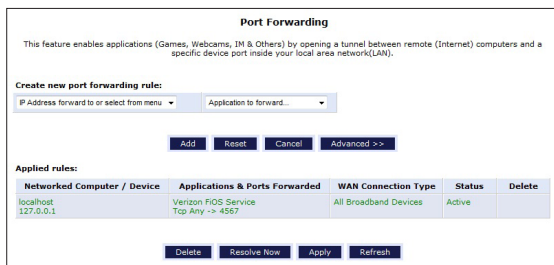 Port Forwarding
This feature enables applications (Games, Webcams, IM & Others) by opening a tunnel between remote (Internet) computers and a
specific device port inside your local area network(LAN).
Create new port forwarding rule:
IP Address forward to or select from menu Application to forward...
Add Reset Cancel Advanced >>
Applied rules:
Networked Computer / Device Applications & Ports Forwarded WAN Connection Type Status Delete
localhost Verizon FiOS Service All Broadband Devices Active
127.0.0.1 Tcp Any -> 4567
Delete Resolve Now Apply Refresh